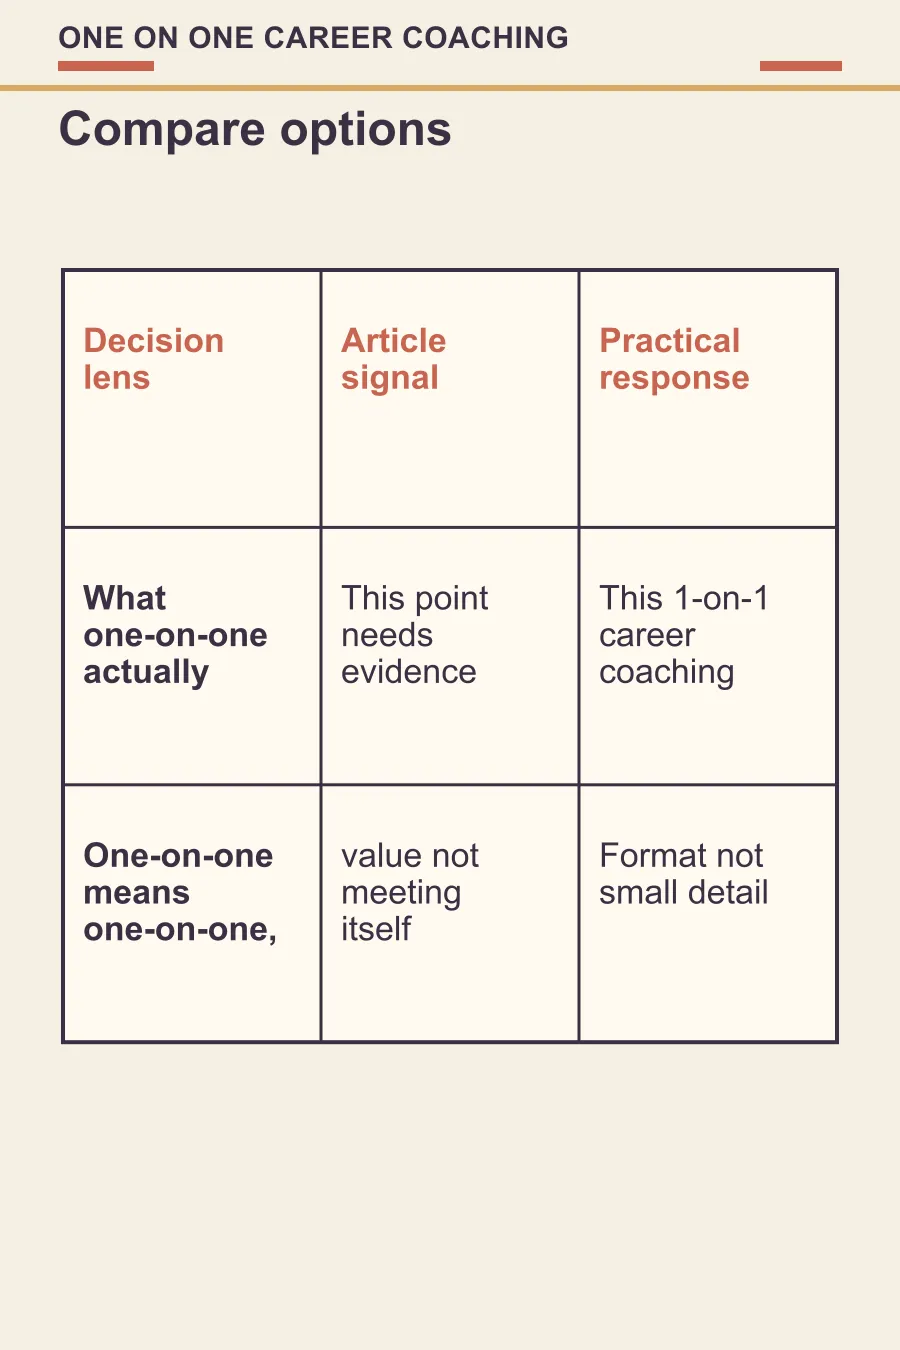 ONE ON ONE CAREER COACHING
Compare options
Decision
lens
Article
signal
Practical
response
What
one-on-one
actually
This point
needs
evidence
This 1-on-1
career
coaching
One-on-one
means
one-on-one,
value not
meeting
itself
Format not
small detail